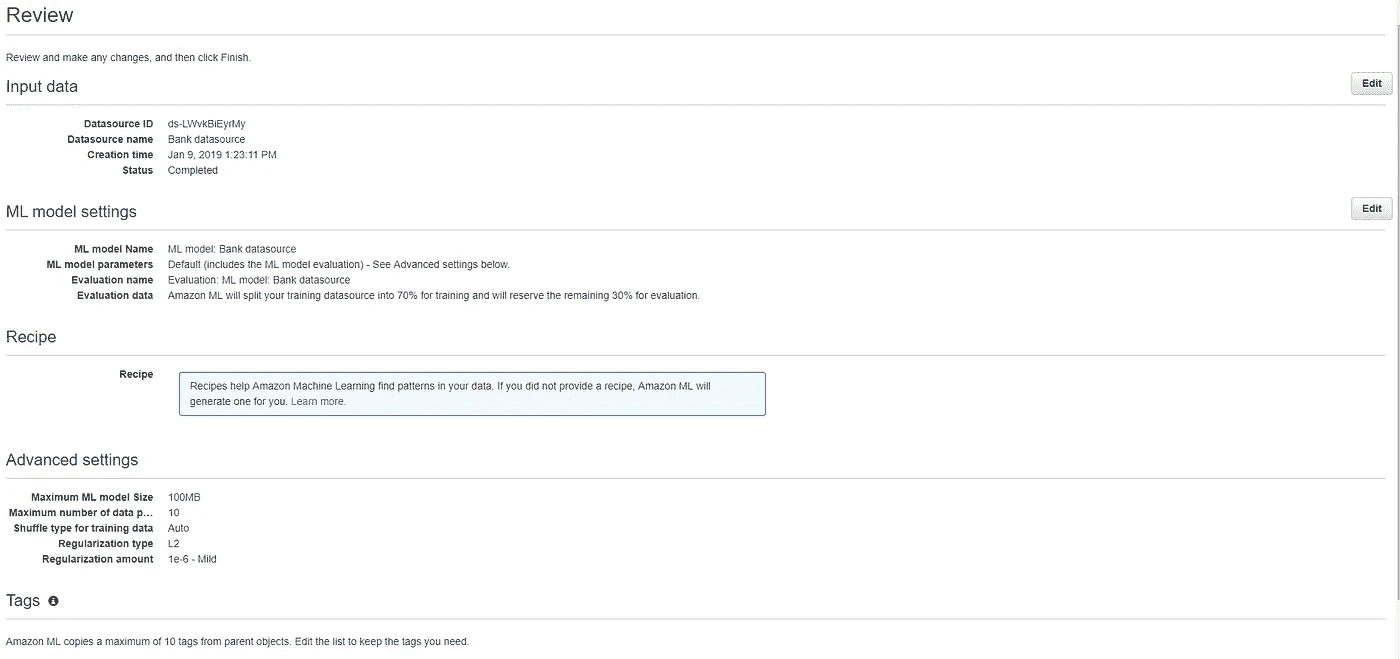 Review
Review and make any changes, and then click Finish.
Input data
Edit
Datasource ID ds-LWvkBiEyrMy
Datasource name Bank datasource
Creation time Jan 9, 2019 1:23:11 PM
Status Completed
ML model settings
Edit
ML model Name ML model: Bank datasource
ML model parameters Default (includes the ML model evaluation) - See Advanced settings below.
Evaluation name Evaluation: ML model: Bank datasource
Evaluation data Amazon ML will split your training datasource into 70% for training and will reserve the remaining 30% for evaluation.
Recipe
Recipe
Recipes help Amazon Machine Learning find patterns in your data. If you did not provide a recipe, Amazon ML will
generate one for you. Learn more.
Advanced settings
Maximum ML model Size 100MB
Maximum number of data p... 10
Shuffle type for training data Auto
Regularization type L2
Regularization amount 1e-6 - Mild
Tags
Amazon ML copies a maximum of 10 tags from parent objects. Edit the list to keep the tags you need.